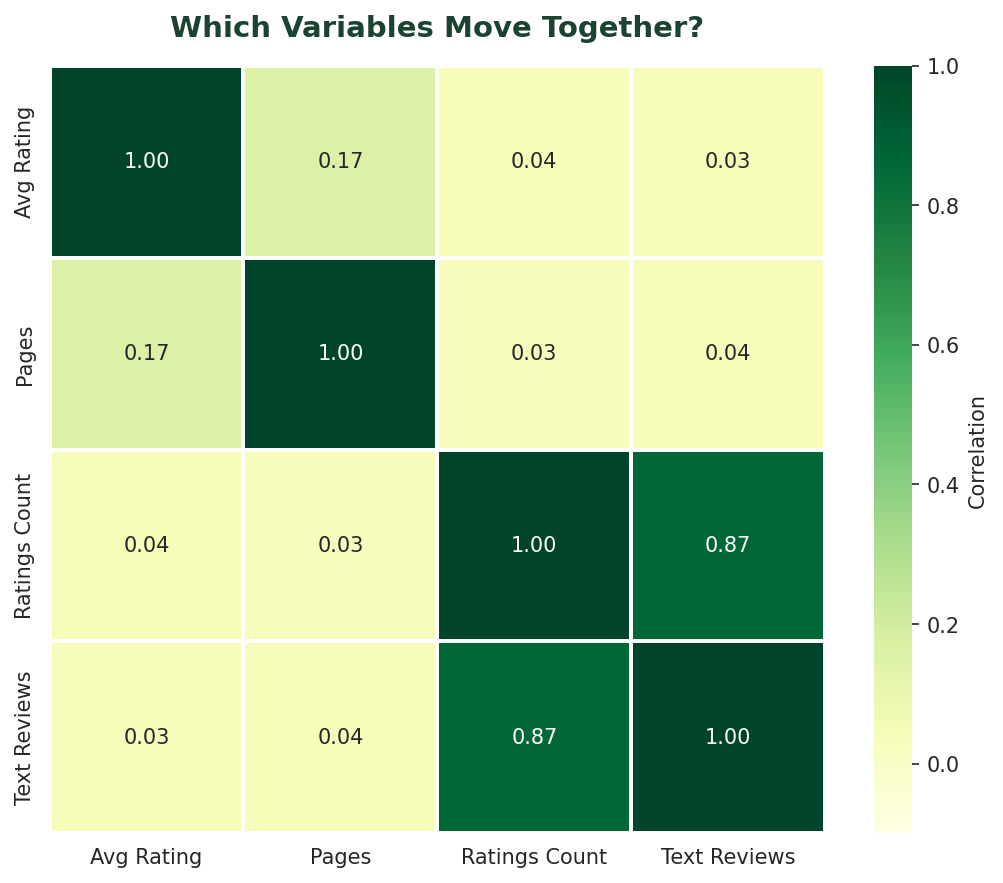 Which Variables Move Together?
Avg Rating
1.00
0.17
0.04
0.03
Pages
0.17
1.00
0.03
0.04
Ratings Count
0.04
0.03
1.00
0.87
Text Reviews
0.03
0.04
0.87
1.00
Avg Rating
Pages
Ratings Count
Text Reviews
1.0
0.8
0.6
0.4
0.2
0.0
Correlation